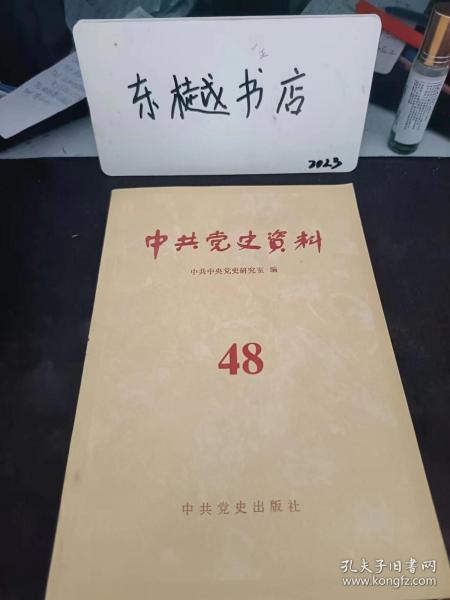 东樾书店
2023
中共党史資料
中共中央党史研究室 编
48
中共党史出版社
孔夫子旧书网
www.kongfz.com